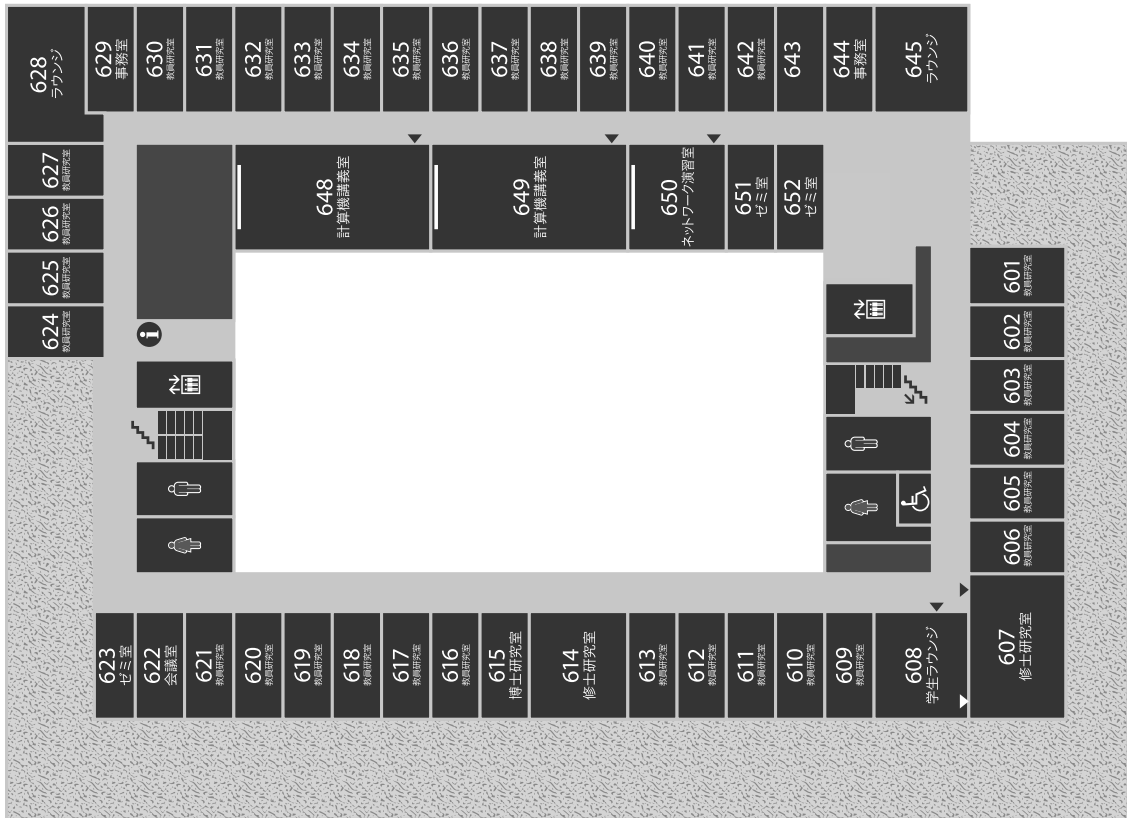 628
ラウンジ
629
事務室
630
教員研究室
631
教員研究室
632
教員研究室
633
教員研究室
634
教員研究室
635
教員研究室
636
教員研究室
637
教員研究室
638
教員研究室
639
教員研究室
640
教員研究室
641
教員研究室
642
教員研究室
643
644
事務室
645
ラウンジ
627
教員研究室
626
教員研究室
625
教員研究室
624
教員研究室
648
計算機講義室
649
計算機講義室
650
ネットワーク演習室
651
ゼミ室
652
ゼミ室
i
601
教員研究室
602
教員研究室
603
教員研究室
604
教員研究室
605
教員研究室
606
教員研究室
607
修士研究室
623
ゼミ室
622
会議室
621
教員研究室
620
教員研究室
619
教員研究室
618
教員研究室
617
教員研究室
616
教員研究室
615
博士研究室
614
修士研究室
613
教員研究室
612
教員研究室
611
教員研究室
610
教員研究室
609
教員研究室
608
学生ラウンジ